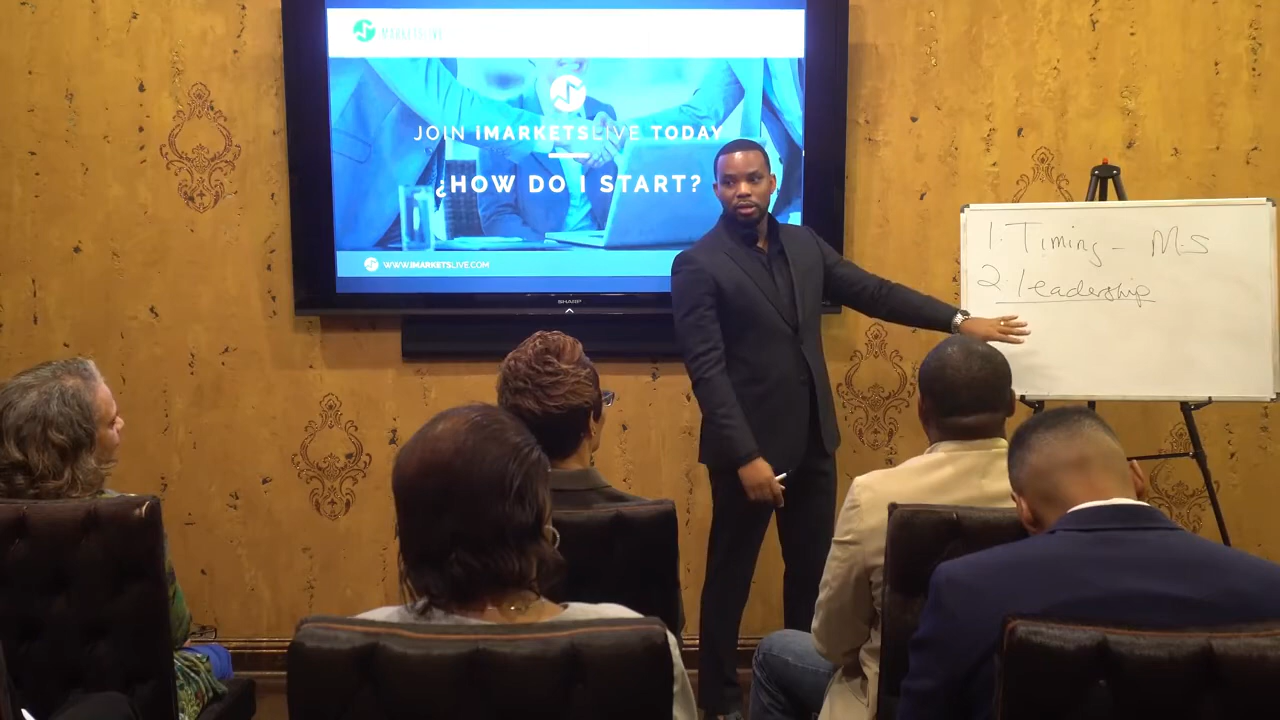 IMARKETSLIVE
JOIN IMARKETSLIVE TODAY
¿HOW DO I START?
WWW.IMARKETSLIVE.COM
SHARP
1. Timing - M.S
2. leadership